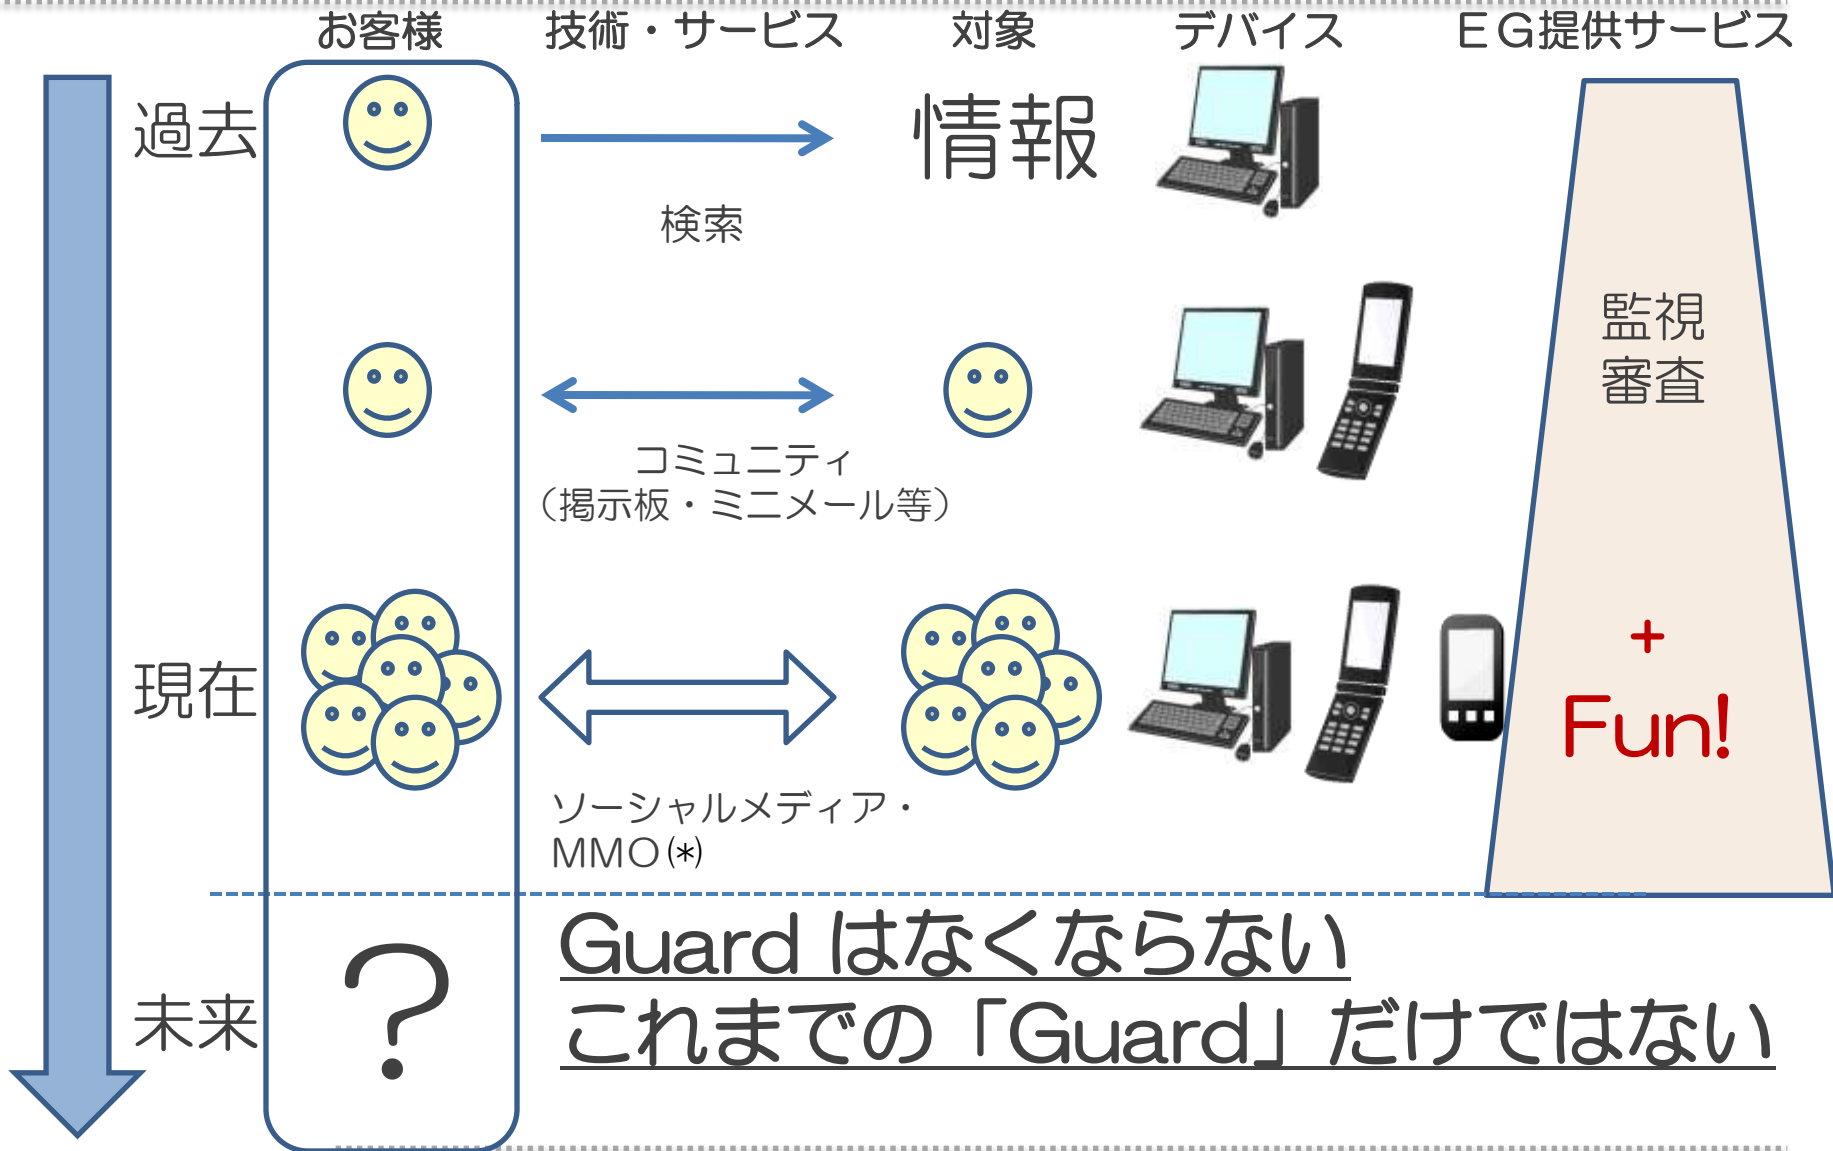 お客様 技術・サービス 対象 デバイス ＥＧ提供サービス
過去
情報
検索
監視
審査
コミュニティ
（掲示板・ミニメール等）
現在
+
Fun!
ソーシャルメディア・
ＭＭＯ(*)
未来
？
Guard はなくならない
これまでの「Guard」だけではない